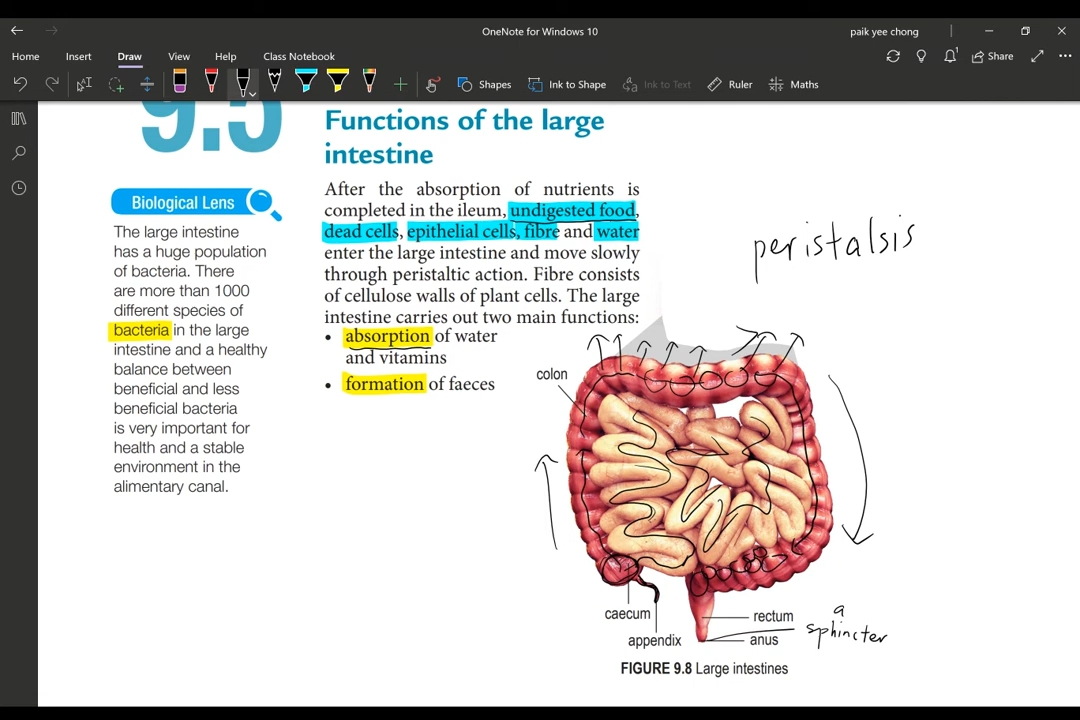 OneNote for Windows 10
paik yee chong
Home Insert Draw View Help Class Notebook
1 Share
Shapes Ink to Shape Ink to Text Ruler Maths
9.5
Functions of the large
intestine
Biological Lens
The large intestine
has a huge population
of bacteria. There
are more than 1000
different species of
bacteria in the large
intestine and a healthy
balance between
beneficial and less
beneficial bacteria
is very important for
health and a stable
environment in the
alimentary canal.
After the absorption of nutrients is
completed in the ileum, undigested food,
dead cells, epithelial cells, fibre and water
enter the large intestine and move slowly
through peristaltic action. Fibre consists
of cellulose walls of plant cells. The large
intestine carries out two main functions:
• absorption of water
and vitamins
• formation of faeces
peristalsis
colon
caecum
appendix
rectum
anus
a
sphincter
FIGURE 9.8 Large intestines